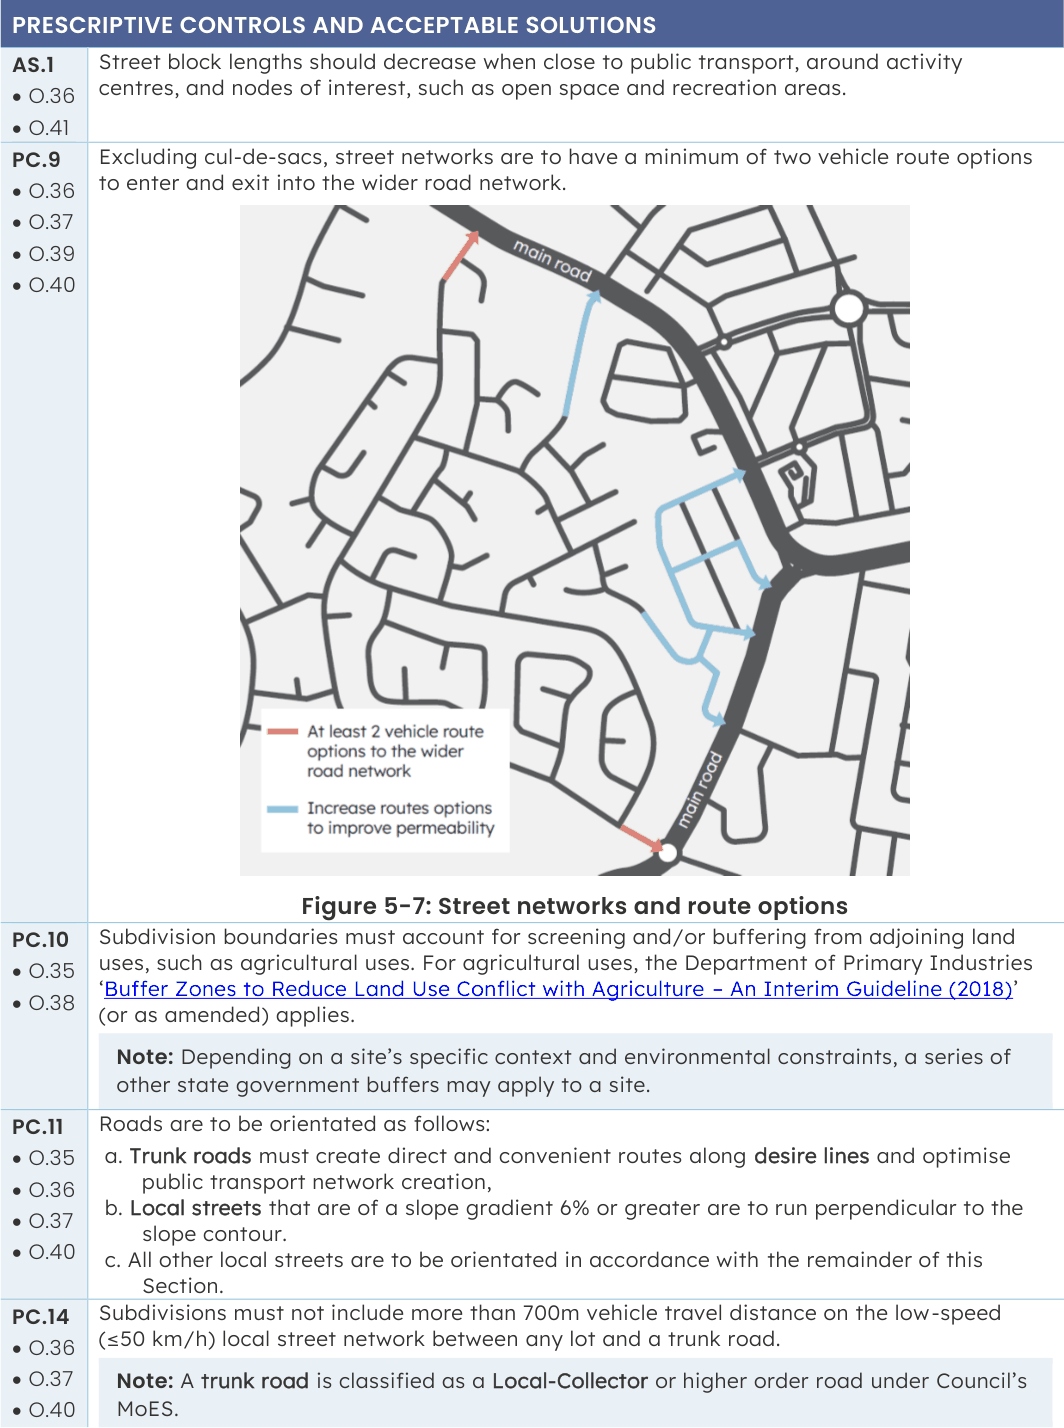 PRESCRIPTIVE CONTROLS AND ACCEPTABLE SOLUTIONS
AS.1
• O.36
• O.41
Street block lengths should decrease when close to public transport, around activity
centres, and nodes of interest, such as open space and recreation areas.
PC.9
• O.36
• O.37
• O.39
• O.40
Excluding cul-de-sacs, street networks are to have a minimum of two vehicle route options
to enter and exit into the wider road network.
main road
main road
At least 2 vehicle route
options to the wider
road network
Increase routes options
to improve permeability
Figure 5-7: Street networks and route options
PC.10
• O.35
• O.38
Subdivision boundaries must account for screening and/or buffering from adjoining land
uses, such as agricultural uses. For agricultural uses, the Department of Primary Industries
‘Buffer Zones to Reduce Land Use Conflict with Agriculture – An Interim Guideline (2018)’
(or as amended) applies.
Note: Depending on a site’s specific context and environmental constraints, a series of
other state government buffers may apply to a site.
PC.11
• O.35
• O.36
• O.37
• O.40
Roads are to be orientated as follows:
a. Trunk roads must create direct and convenient routes along desire lines and optimise
public transport network creation,
b. Local streets that are of a slope gradient 6% or greater are to run perpendicular to the
slope contour.
c. All other local streets are to be orientated in accordance with the remainder of this
Section.
PC.14
• O.36
• O.37
• O.40
Subdivisions must not include more than 700m vehicle travel distance on the low-speed
(≤50 km/h) local street network between any lot and a trunk road.
Note: A trunk road is classified as a Local-Collector or higher order road under Council’s
MoES.